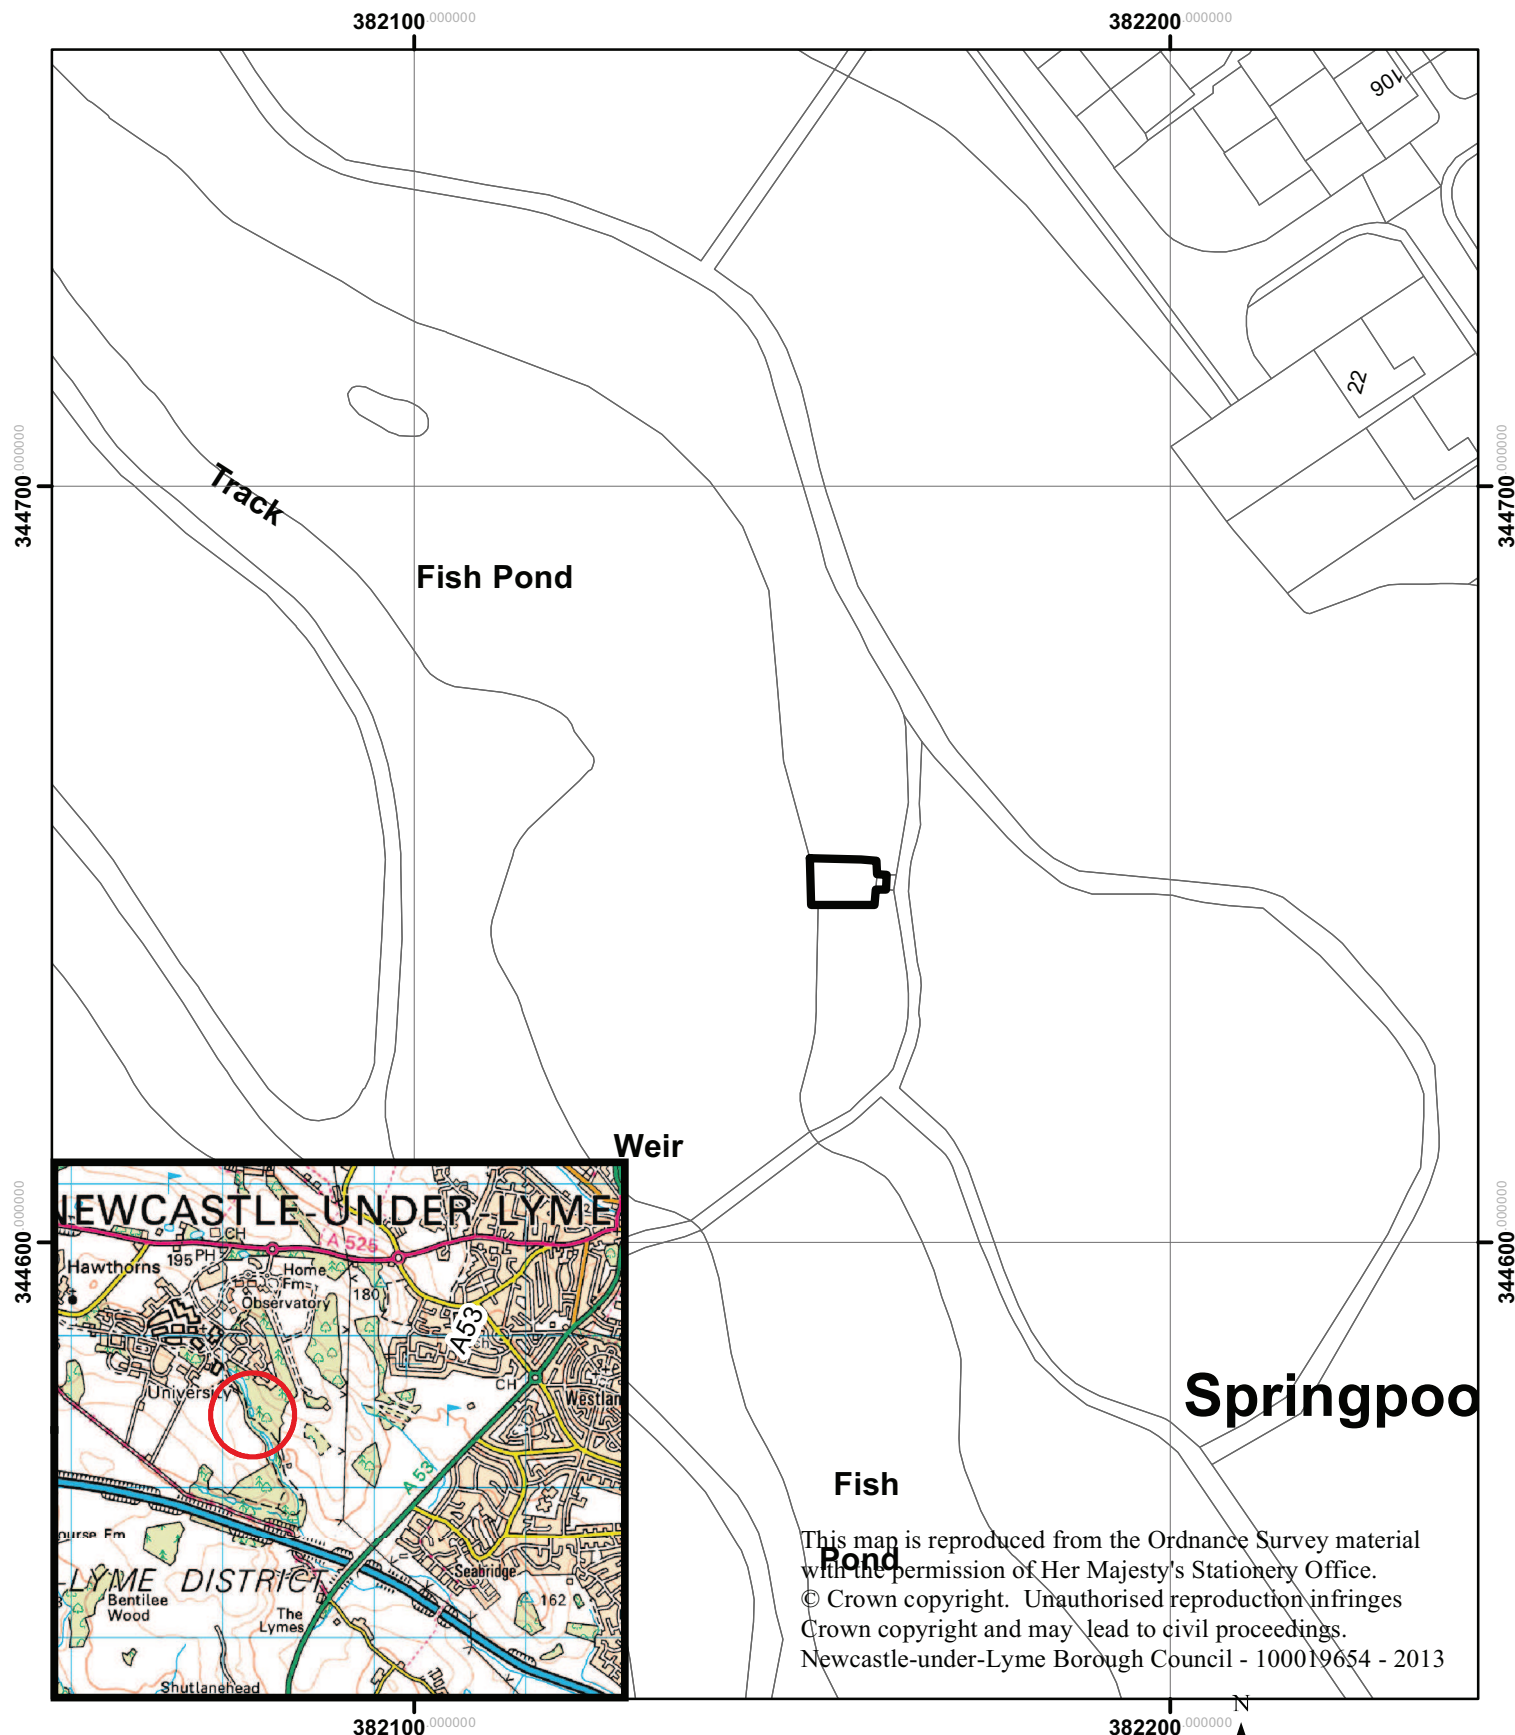 382100.000000
382200.000000
106
22
344700.000000
344700.000000
Track
Fish Pond
Weir
344600.000000
344600.000000
NEWCASTLE-UNDER-LYME
CH
A 525
195
PH
Hawthorns
Home
Fm
Observatory
180
A53
CH
University
Westlan
A 53
Seabridge
-LYME DISTRICT
Bentilee
Wood
162
The
Lymes
Shutlanehead
Springpoo
Fish
Pond
This map is reproduced from the Ordnance Survey material
with the permission of Her Majesty's Stationery Office.
© Crown copyright. Unauthorised reproduction infringes
Crown copyright and may lead to civil proceedings.
Newcastle-under-Lyme Borough Council - 100019654 - 2013
N
382100.000000
382200.000000